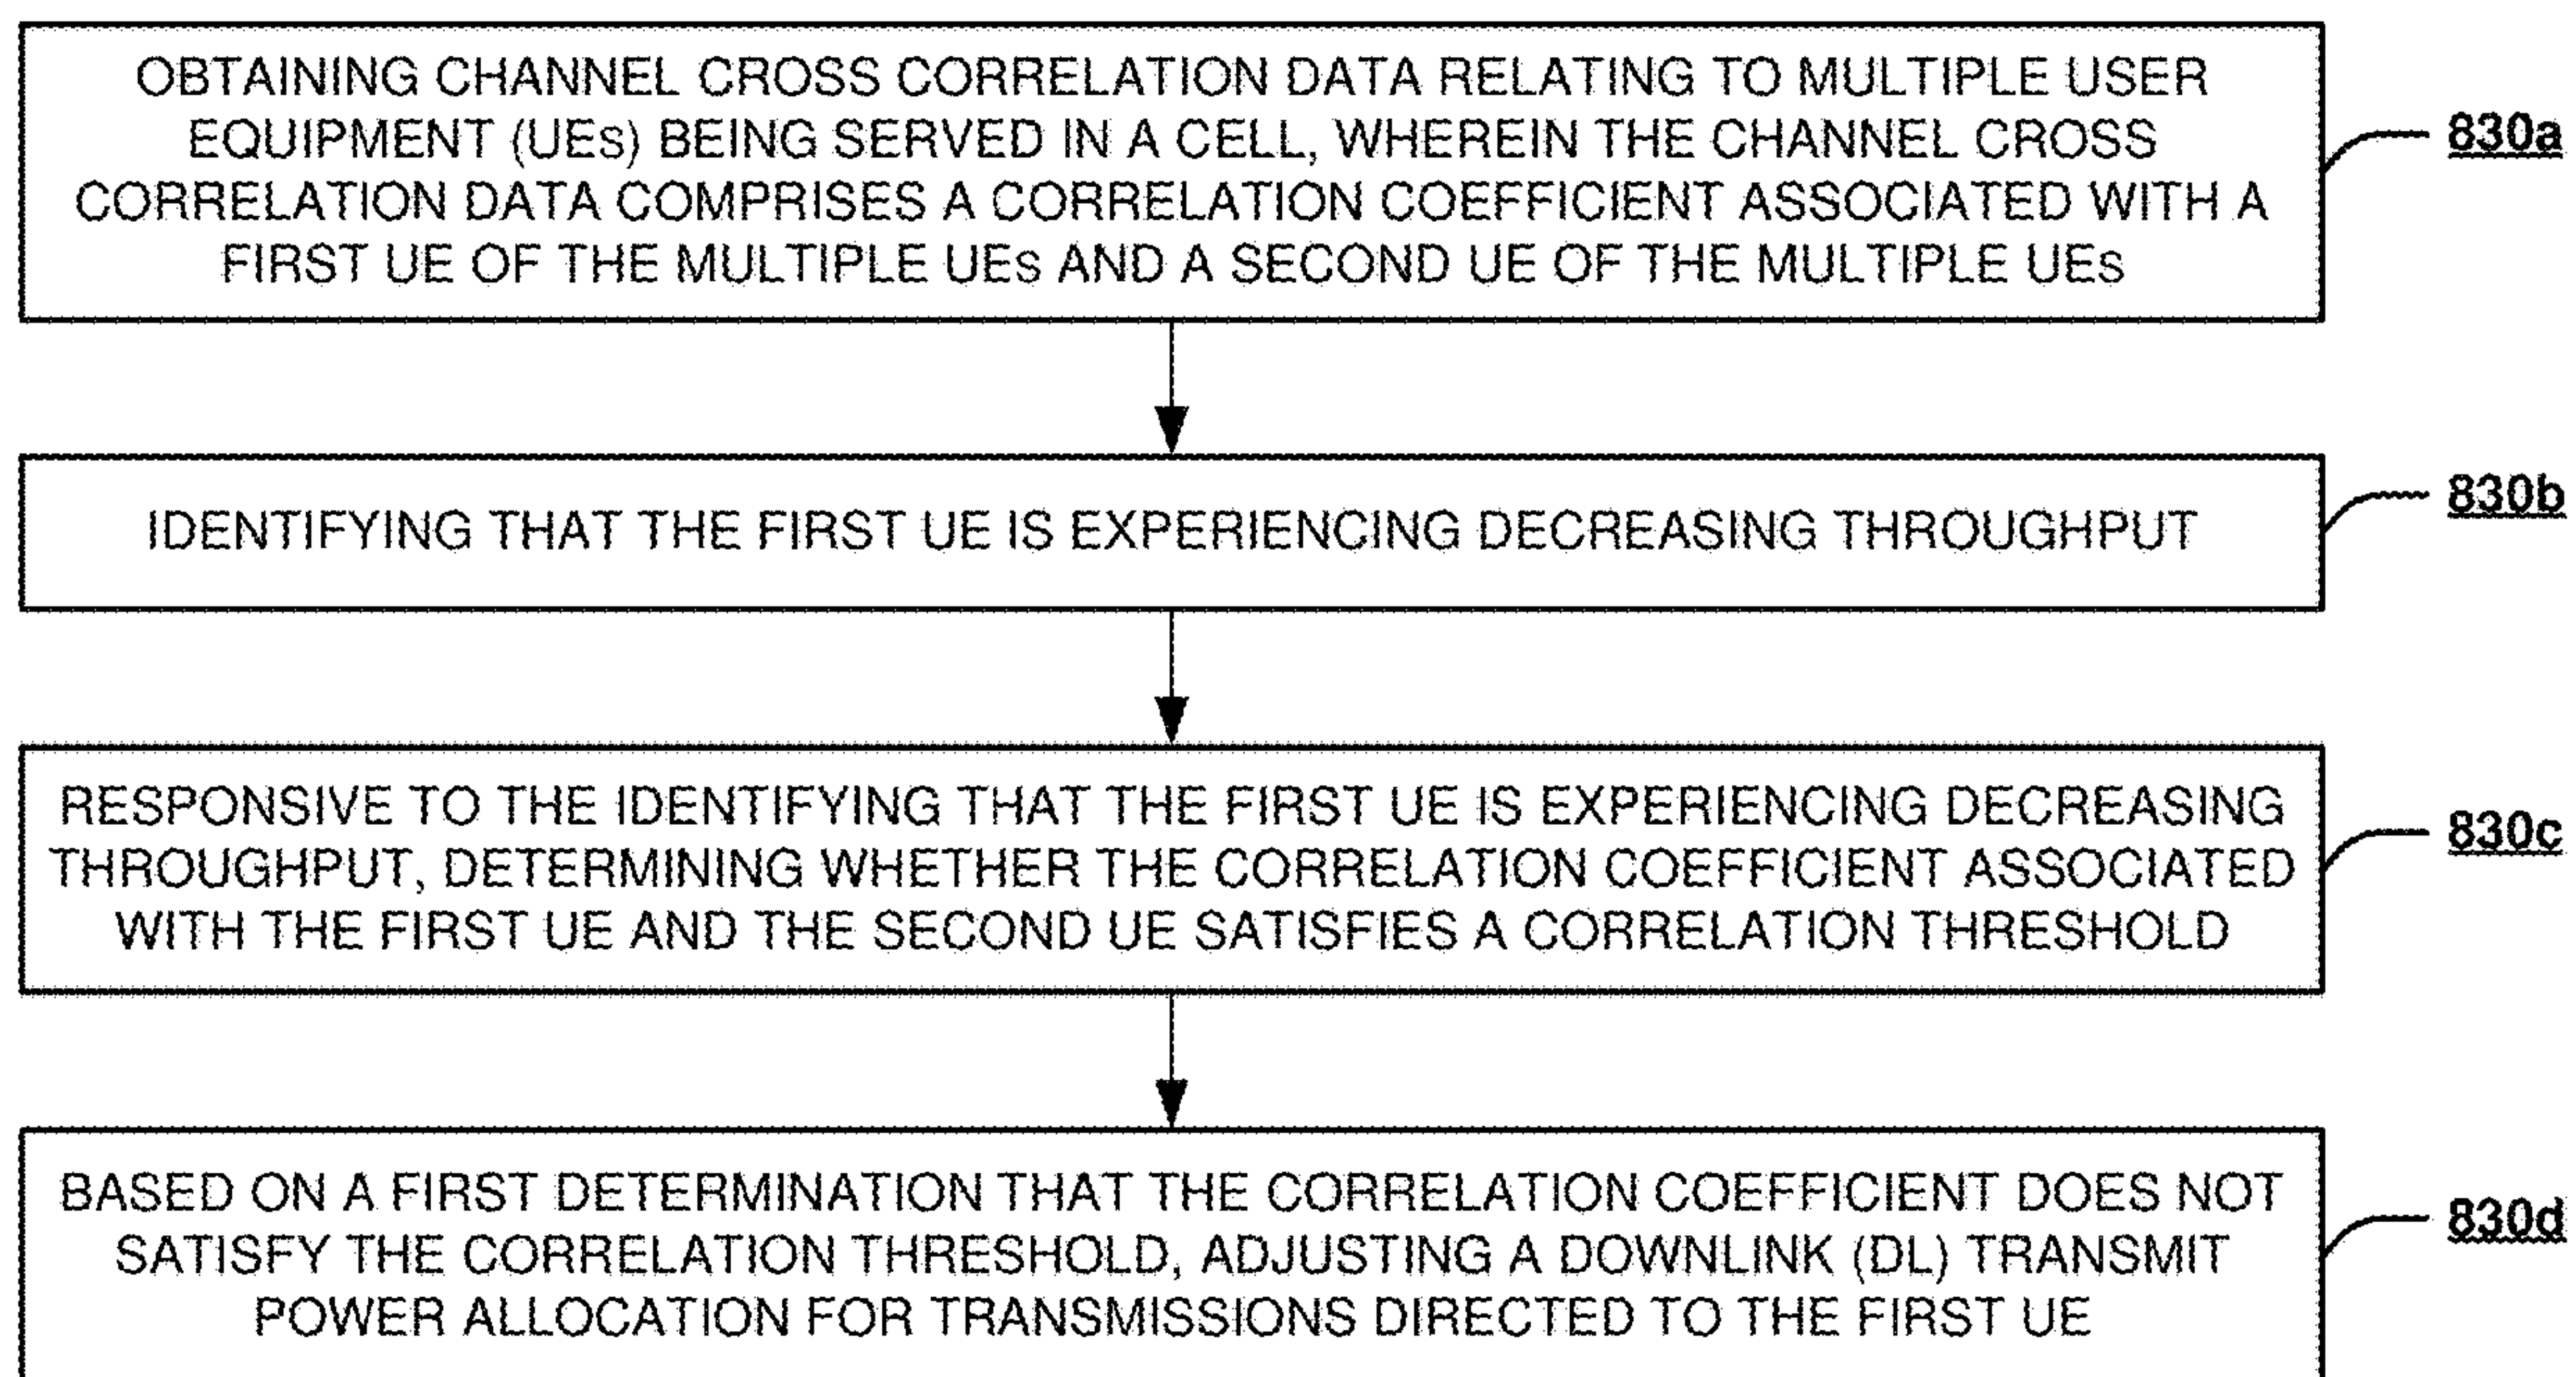 OBTAINING CHANNEL CROSS CORRELATION DATA RELATING TO MULTIPLE USER
EQUIPMENT (UEs) BEING SERVED IN A CELL, WHEREIN THE CHANNEL CROSS
CORRELATION DATA COMPRISES A CORRELATION COEFFICIENT ASSOCIATED WITH A
FIRST UE OF THE MULTIPLE UEs AND A SECOND UE OF THE MULTIPLE UEs
830a
IDENTIFYING THAT THE FIRST UE IS EXPERIENCING DECREASING THROUGHPUT
830b
RESPONSIVE TO THE IDENTIFYING THAT THE FIRST UE IS EXPERIENCING DECREASING
THROUGHPUT, DETERMINING WHETHER THE CORRELATION COEFFICIENT ASSOCIATED
WITH THE FIRST UE AND THE SECOND UE SATISFIES A CORRELATION THRESHOLD
830c
BASED ON A FIRST DETERMINATION THAT THE CORRELATION COEFFICIENT DOES NOT
SATISFY THE CORRELATION THRESHOLD, ADJUSTING A DOWNLINK (DL) TRANSMIT
POWER ALLOCATION FOR TRANSMISSIONS DIRECTED TO THE FIRST UE
830d